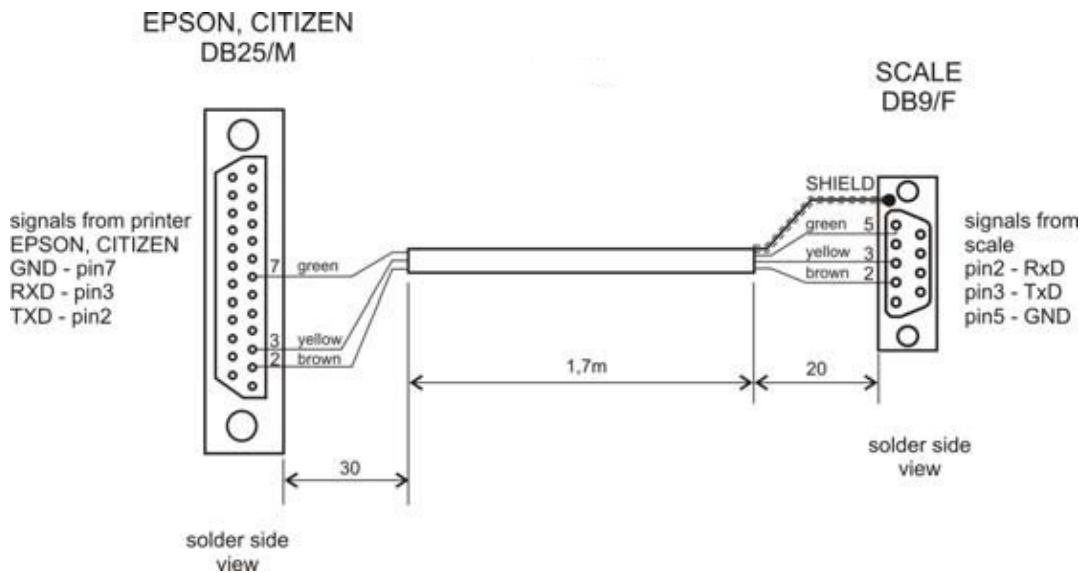 EPSON, CITIZEN
DB25/M
SCALE
DB9/F
SHIELD
signals from printer
EPSON, CITIZEN
GND - pin7
RXD - pin3
TXD - pin2
7 green
3 yellow
2 brown
green 5
yellow 3
brown 2
signals from
scale
pin2 - RxD
pin3 - TxD
pin5 - GND
1,7m
20
30
solder side
view
solder side
view